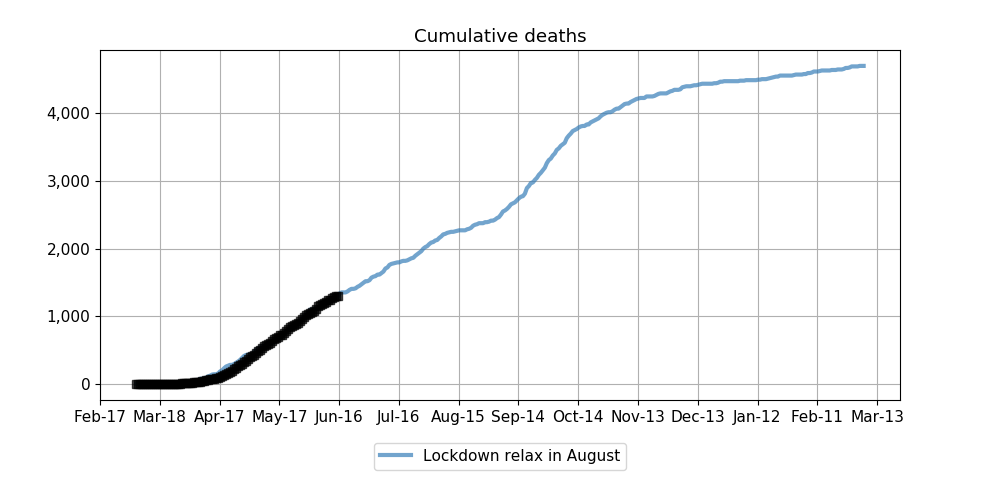 Cumulative deaths
4,000
3,000
2,000
1,000
0
Feb-17 Mar-18 Apr-17 May-17 Jun-16 Jul-16 Aug-15 Sep-14 Oct-14 Nov-13 Dec-13 Jan-12 Feb-11 Mar-13
Lockdown relax in August